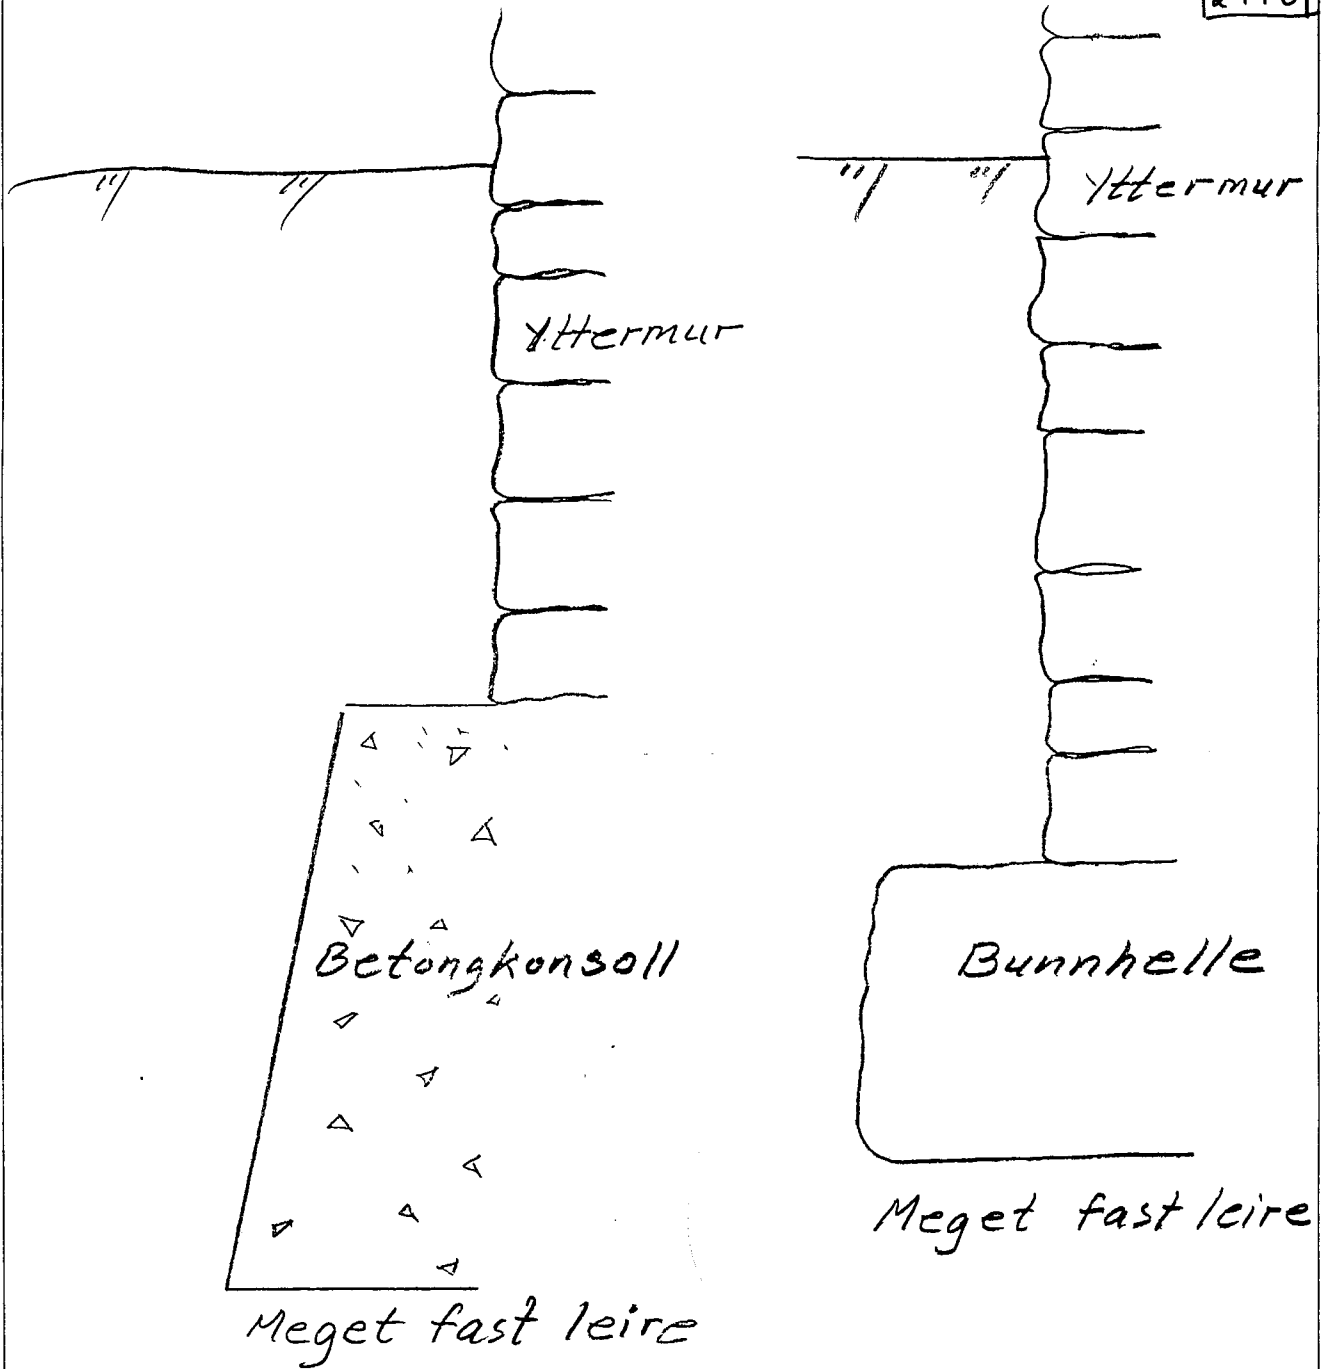 Yttermur
Yttermur
Betongkonsoll
Bunnhelle
Meget fast leire
Meget fast leire